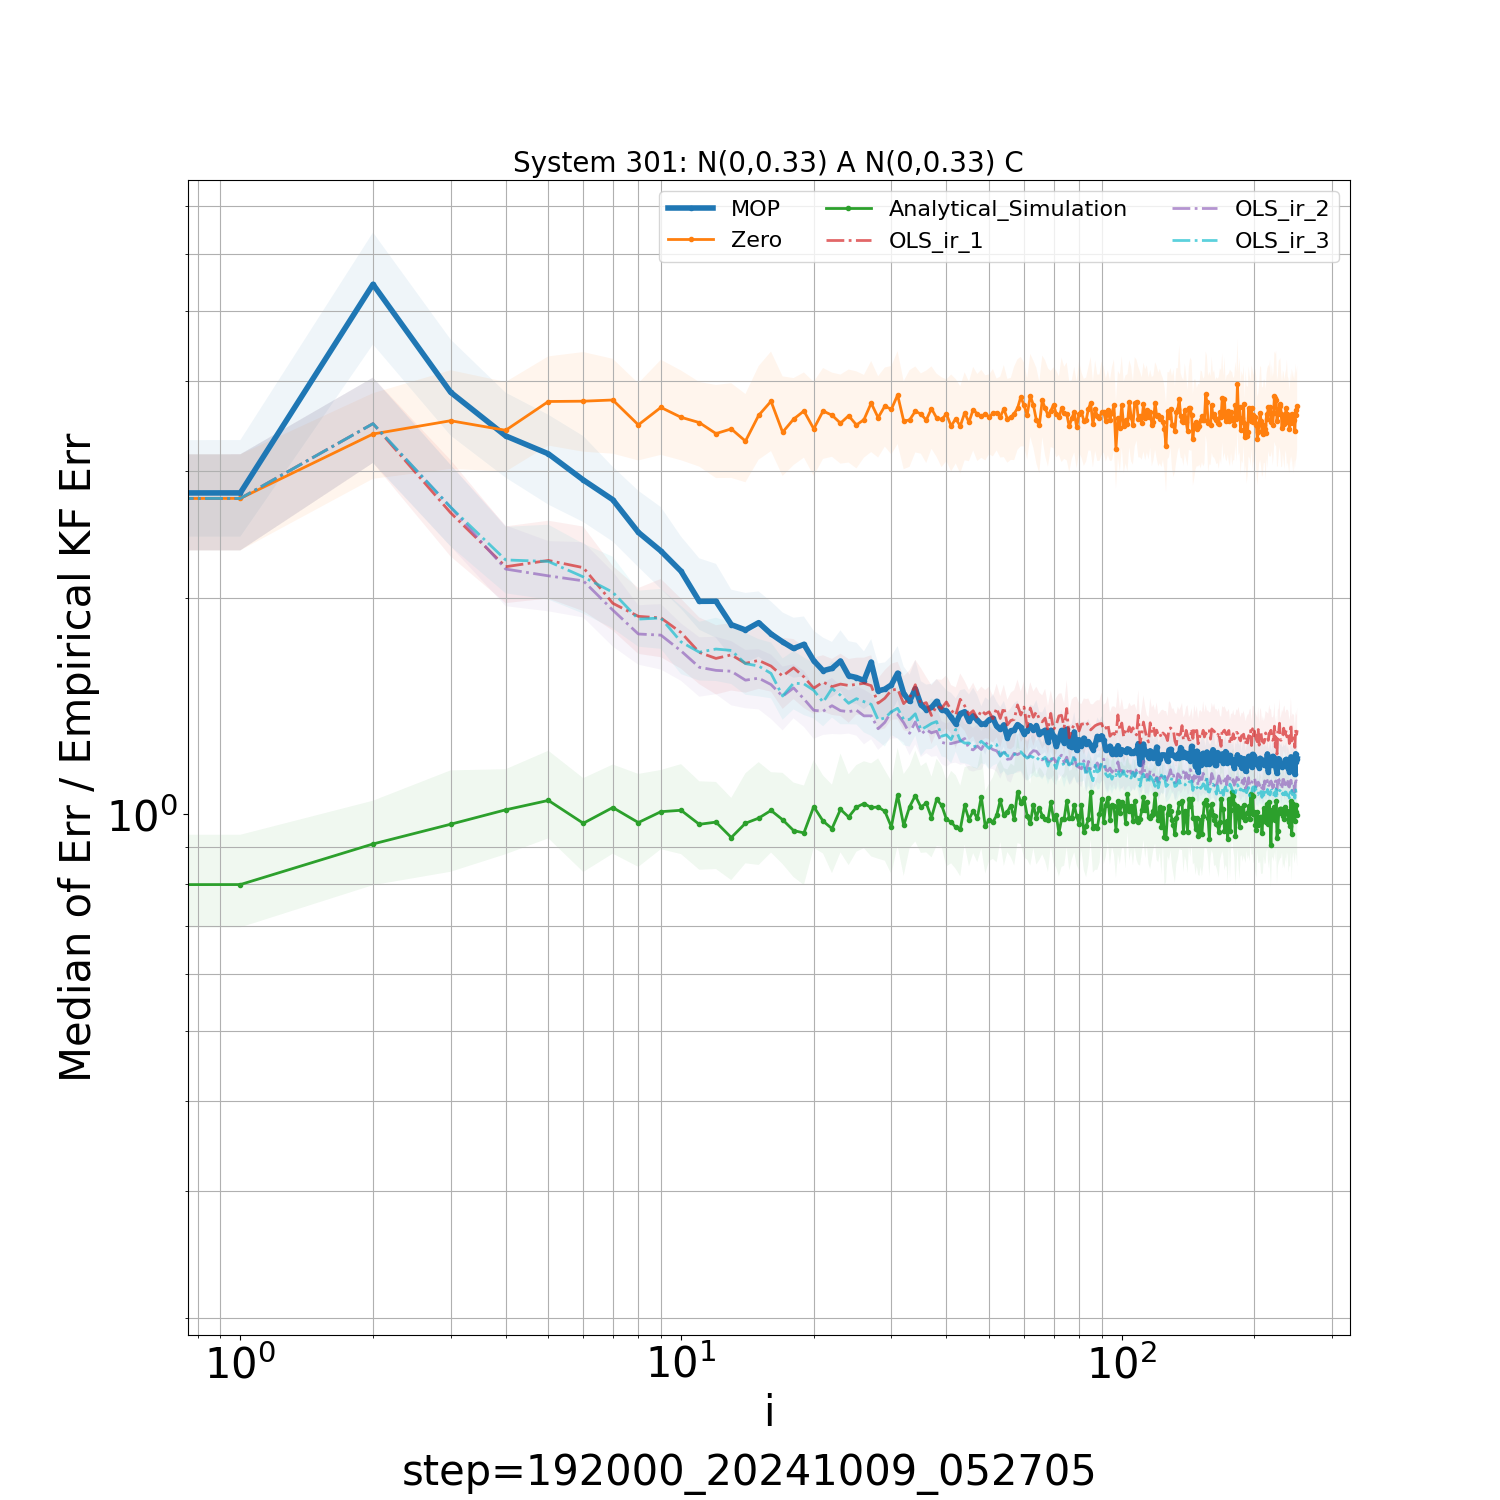 System 301: N(0,0.33) A N(0,0.33) C
MOP
Zero
Analytical_Simulation
OLS_ir_1
OLS_ir_2
OLS_ir_3
Median of Err / Empirical KF Err
10⁰
10⁰ 10¹ 10²
i
step=192000_20241009_052705